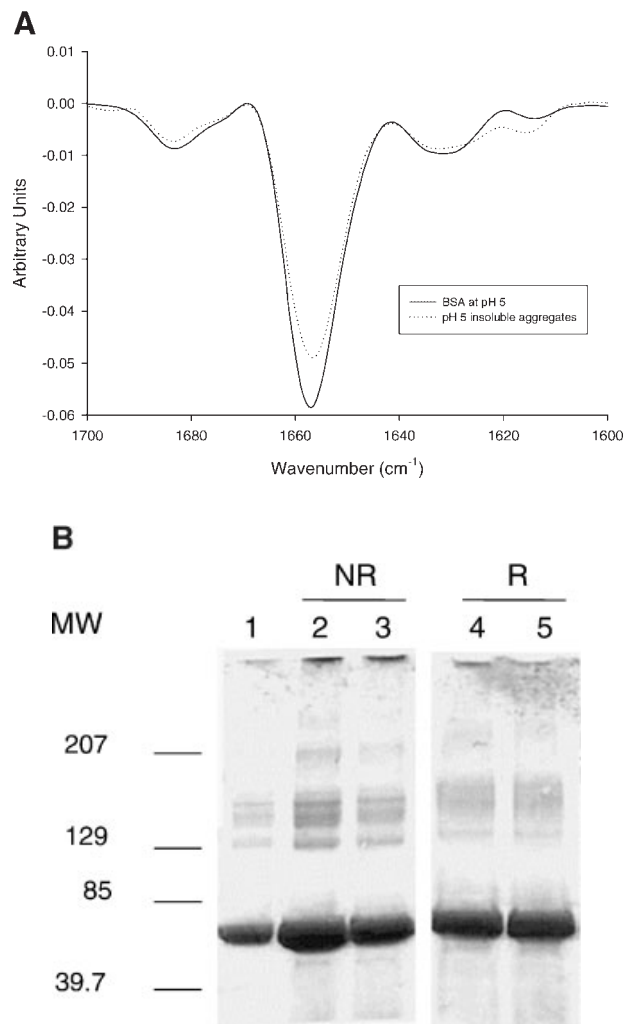 A
0.01
0.00
-0.01
-0.02
-0.03
-0.04
-0.05
-0.06
Arbitrary Units
BSA at pH 5
pH 5 insoluble aggregates
1700 1680 1660 1640 1620 1600
Wavenumber (cm-1)
B
NR R
MW 1 2 3 4 5
207
129
85
39.7